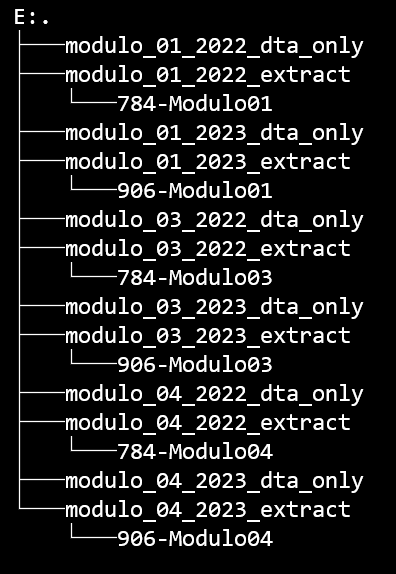 E:.
├───modulo_01_2022_dta_only
├───modulo_01_2022_extract
│   └───784-Modulo01
├───modulo_01_2023_dta_only
├───modulo_01_2023_extract
│   └───906-Modulo01
├───modulo_03_2022_dta_only
├───modulo_03_2022_extract
│   └───784-Modulo03
├───modulo_03_2023_dta_only
├───modulo_03_2023_extract
│   └───906-Modulo03
├───modulo_04_2022_dta_only
├───modulo_04_2022_extract
│   └───784-Modulo04
├───modulo_04_2023_dta_only
└───modulo_04_2023_extract
    └───906-Modulo04